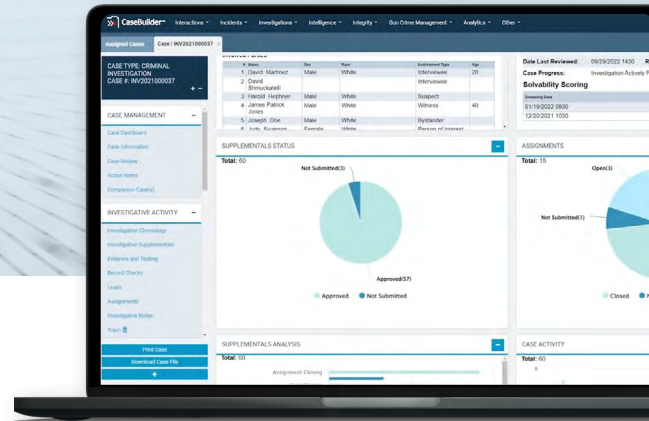 CaseBuilder™ Interactions Incidents Investigations Intelligence Integrity Gun Crime Management Analytics Other
Assigned Cases Case | INV2021000037 ×
CASE TYPE: CRIMINAL
INVESTIGATION
CASE #: INV2021000037
+ −
CASE MANAGEMENT −
Case Dashboard
Case Information
Case Review
Action Items
Companion Case(s)
INVESTIGATIVE ACTIVITY −
Investigation Chronology
Investigative Supplementals
Evidence and Testing
Record Checks
Leads
Assignments
Investigative Notes
Trash
Print Case
Download Case File
+
# Name Sex Race Involvement Type Age
1 David Martinez Male White Interviewee 20
2 David Interviewee
Shmuckatelli
3 Harold Hephner Male White Suspect
4 James Patrick Male White Witness 40
Jones
5 Joseph Doe Male White Bystander
6 Judy Swanson Female White Person of Interest
SUPPLEMENTALS STATUS −
Total: 60
Not Submitted(3)
Approved(57)
Approved Not Submitted
SUPPLEMENTALS ANALYSIS −
Total: 60
Assignment Closing
Date Last Reviewed: 09/29/2022 1430 R
Case Progress: Investigator Actively
Solvability Scoring
Screening Date
01/19/2022 0930
12/20/2021 1030
ASSIGNMENTS
Total: 15
Open(3)
Not Submitted(1)
Closed N
CASE ACTIVITY
Total: 60